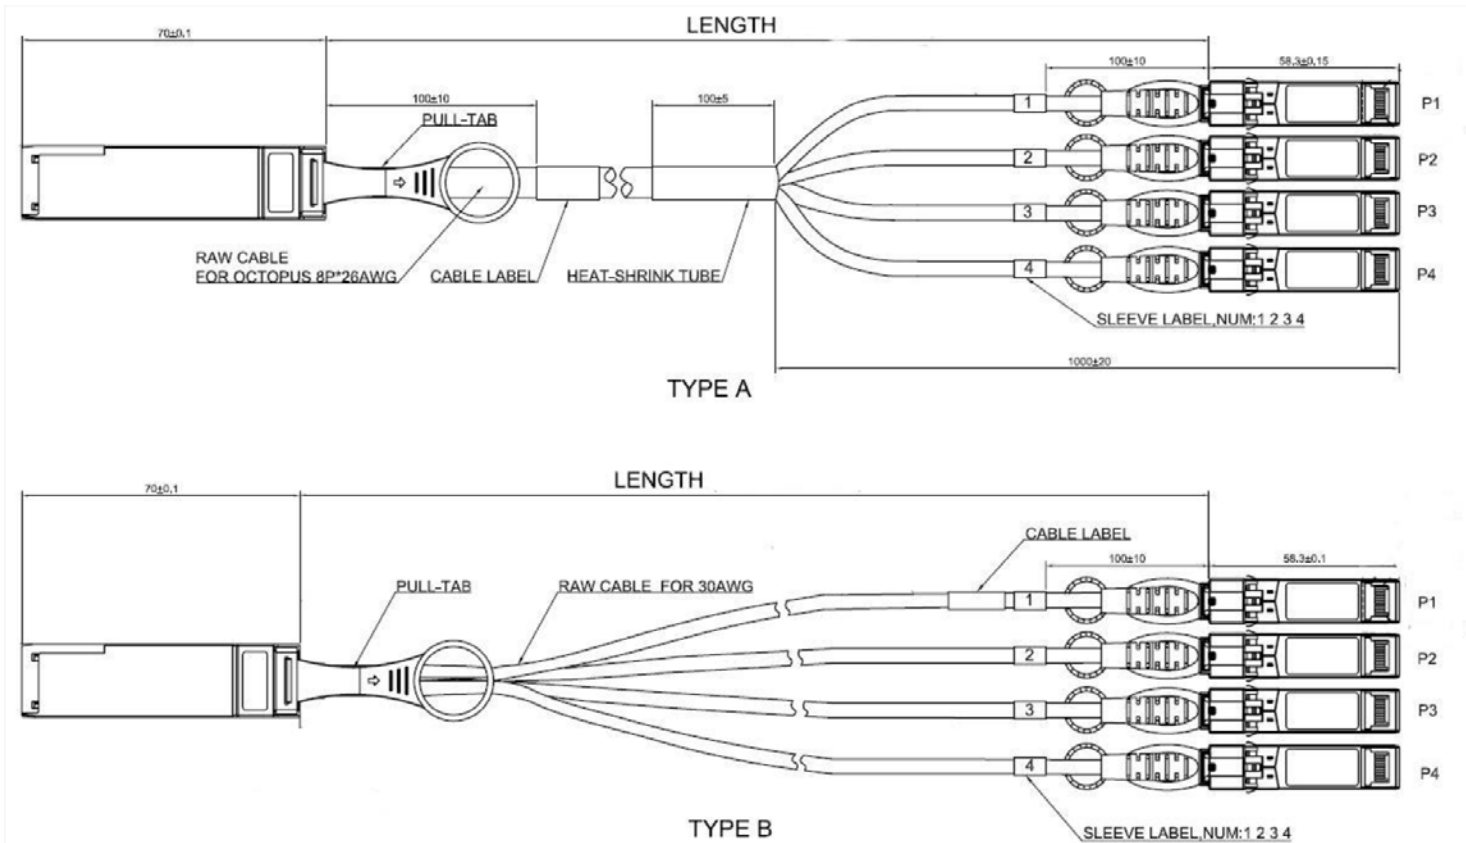 LENGTH
70±0.1
100±10
58.3±0.15
100±10
100±5
PULL-TAB
1
P1
2
P2
3
P3
RAW CABLE
FOR OCTOPUS 8P*26AWG
CABLE LABEL
HEAT-SHRINK TUBE
4
P4
SLEEVE LABEL,NUM:1 2 3 4
1000±20
TYPE A
LENGTH
70±0.1
CABLE LABEL
100±10
58.3±0.1
PULL-TAB
RAW CABLE FOR 30AWG
1
P1
2
P2
3
P3
4
P4
TYPE B
SLEEVE LABEL,NUM:1 2 3 4